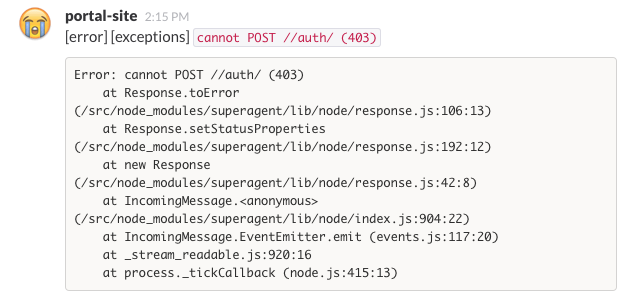 portal-site 2:15 PM
[error] [exceptions] cannot POST //auth/ (403)
Error: cannot POST //auth/ (403)
    at Response.toError
(/src/node_modules/superagent/lib/node/response.js:106:13)
    at Response.setStatusProperties
(/src/node_modules/superagent/lib/node/response.js:192:12)
    at new Response
(/src/node_modules/superagent/lib/node/response.js:42:8)
    at IncomingMessage.<anonymous>
(/src/node_modules/superagent/lib/node/index.js:904:22)
    at IncomingMessage.EventEmitter.emit (events.js:117:20)
    at _stream_readable.js:920:16
    at process._tickCallback (node.js:415:13)